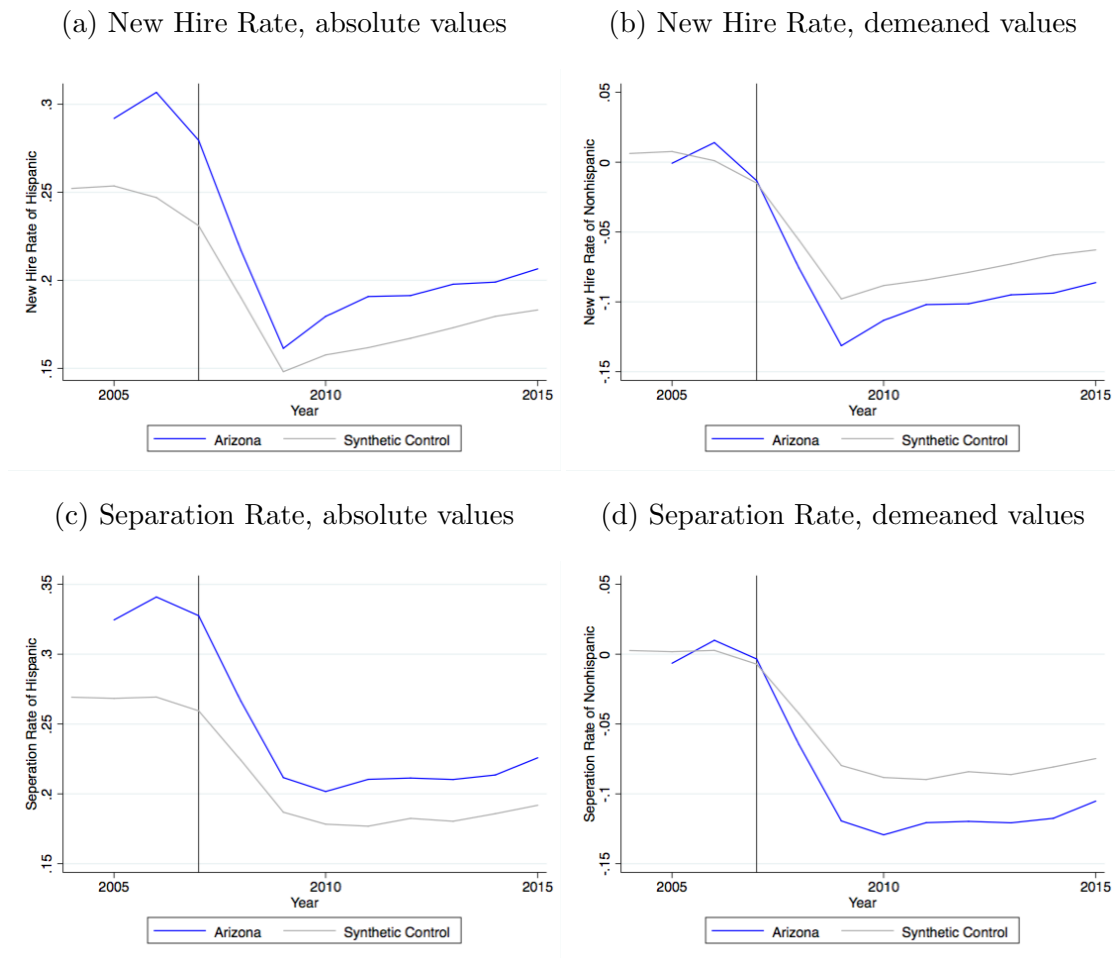 (a) New Hire Rate, absolute values
New Hire Rate of Hispanic
.3
.25
.2
.15
2005 2010 2015
Year
Arizona Synthetic Control
(b) New Hire Rate, demeaned values
New Hire Rate of Nonhispanic
.05
0
-.05
-.1
-.15
2005 2010 2015
Year
Arizona Synthetic Control
(c) Separation Rate, absolute values
Seperation Rate of Hispanic
.35
.3
.25
.2
.15
2005 2010 2015
Year
Arizona Synthetic Control
(d) Separation Rate, demeaned values
Seperation Rate of Nonhispanic
.05
0
-.05
-.1
-.15
2005 2010 2015
Year
Arizona Synthetic Control